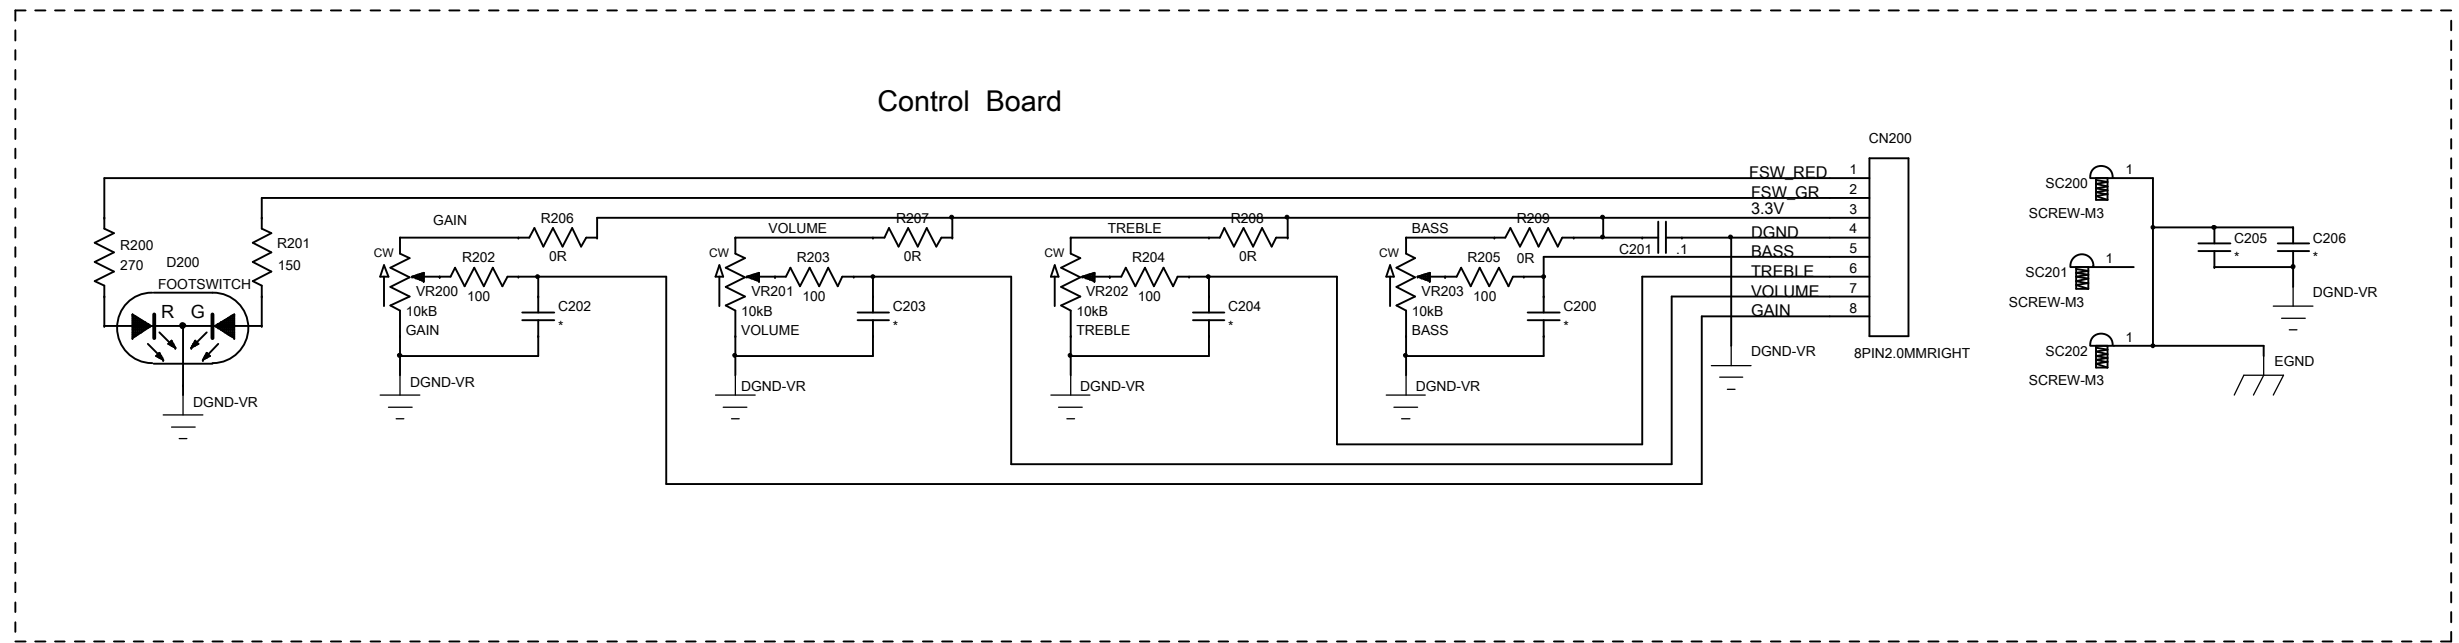 Control Board
CN200
FSW_RED 1
FSW_GR 2
3.3V 3
DGND 4
BASS 5
TREBLE 6
VOLUME 7
GAIN 8
8PIN2.0MMRIGHT
DGND-VR
R200
270
D200
FOOTSWITCH
R G
R201
150
DGND-VR
GAIN
R206
0R
CW
R202
100
VR200
10kB
GAIN
C202
*
DGND-VR
VOLUME
R207
0R
CW
R203
100
VR201
10kB
VOLUME
C203
*
DGND-VR
TREBLE
R208
0R
CW
R204
100
VR202
10kB
TREBLE
C204
*
DGND-VR
BASS
R209
0R
CW
R205
100
VR203
10kB
BASS
C200
*
DGND-VR
C201 .1
SC200
1
SCREW-M3
SC201
1
SCREW-M3
SC202
1
SCREW-M3
C205
*
C206
*
DGND-VR
EGND